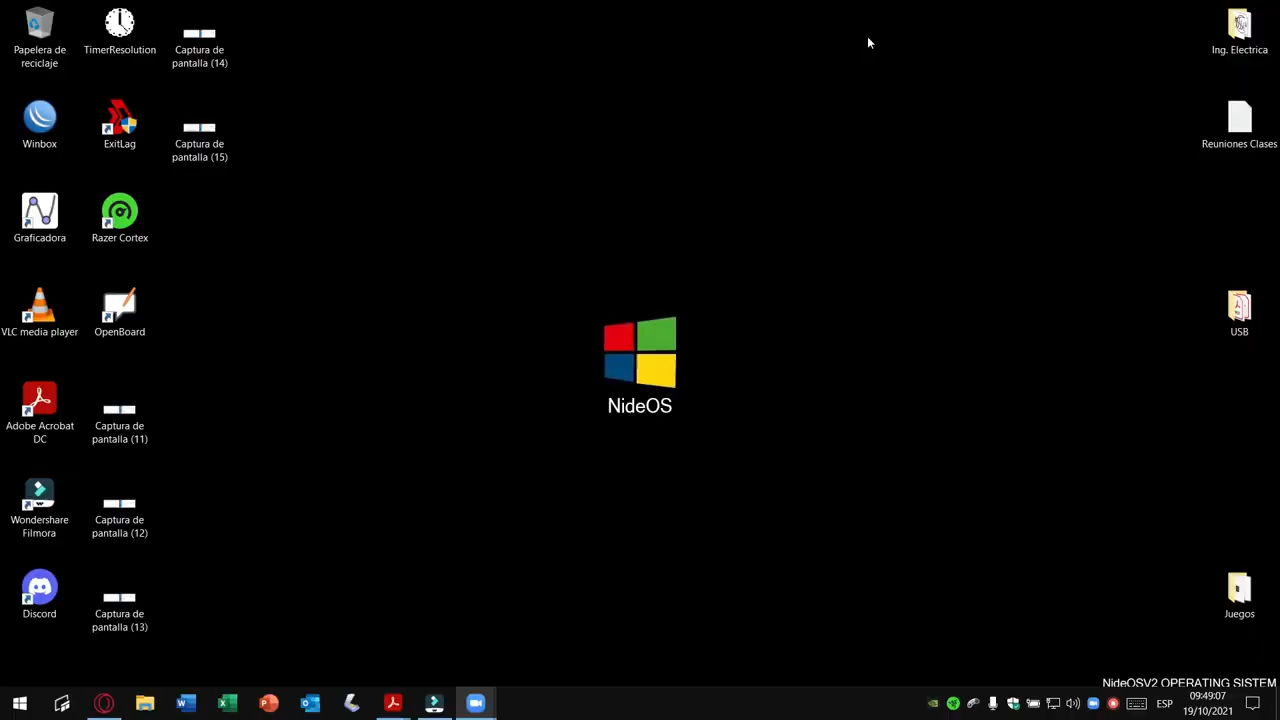 Papelera de
reciclaje
TimerResolution
Captura de
pantalla (14)
Ing. Electrica
Winbox
ExitLag
Captura de
pantalla (15)
Reuniones Clases
Graficadora
Razer Cortex
VLC media player
OpenBoard
USB
NideOS
Adobe Acrobat
DC
Captura de
pantalla (11)
Wondershare
Filmora
Captura de
pantalla (12)
Discord
Captura de
pantalla (13)
Juegos
NideOSV2 OPERATING SISTEM
ESP
09:49:07
19/10/2021